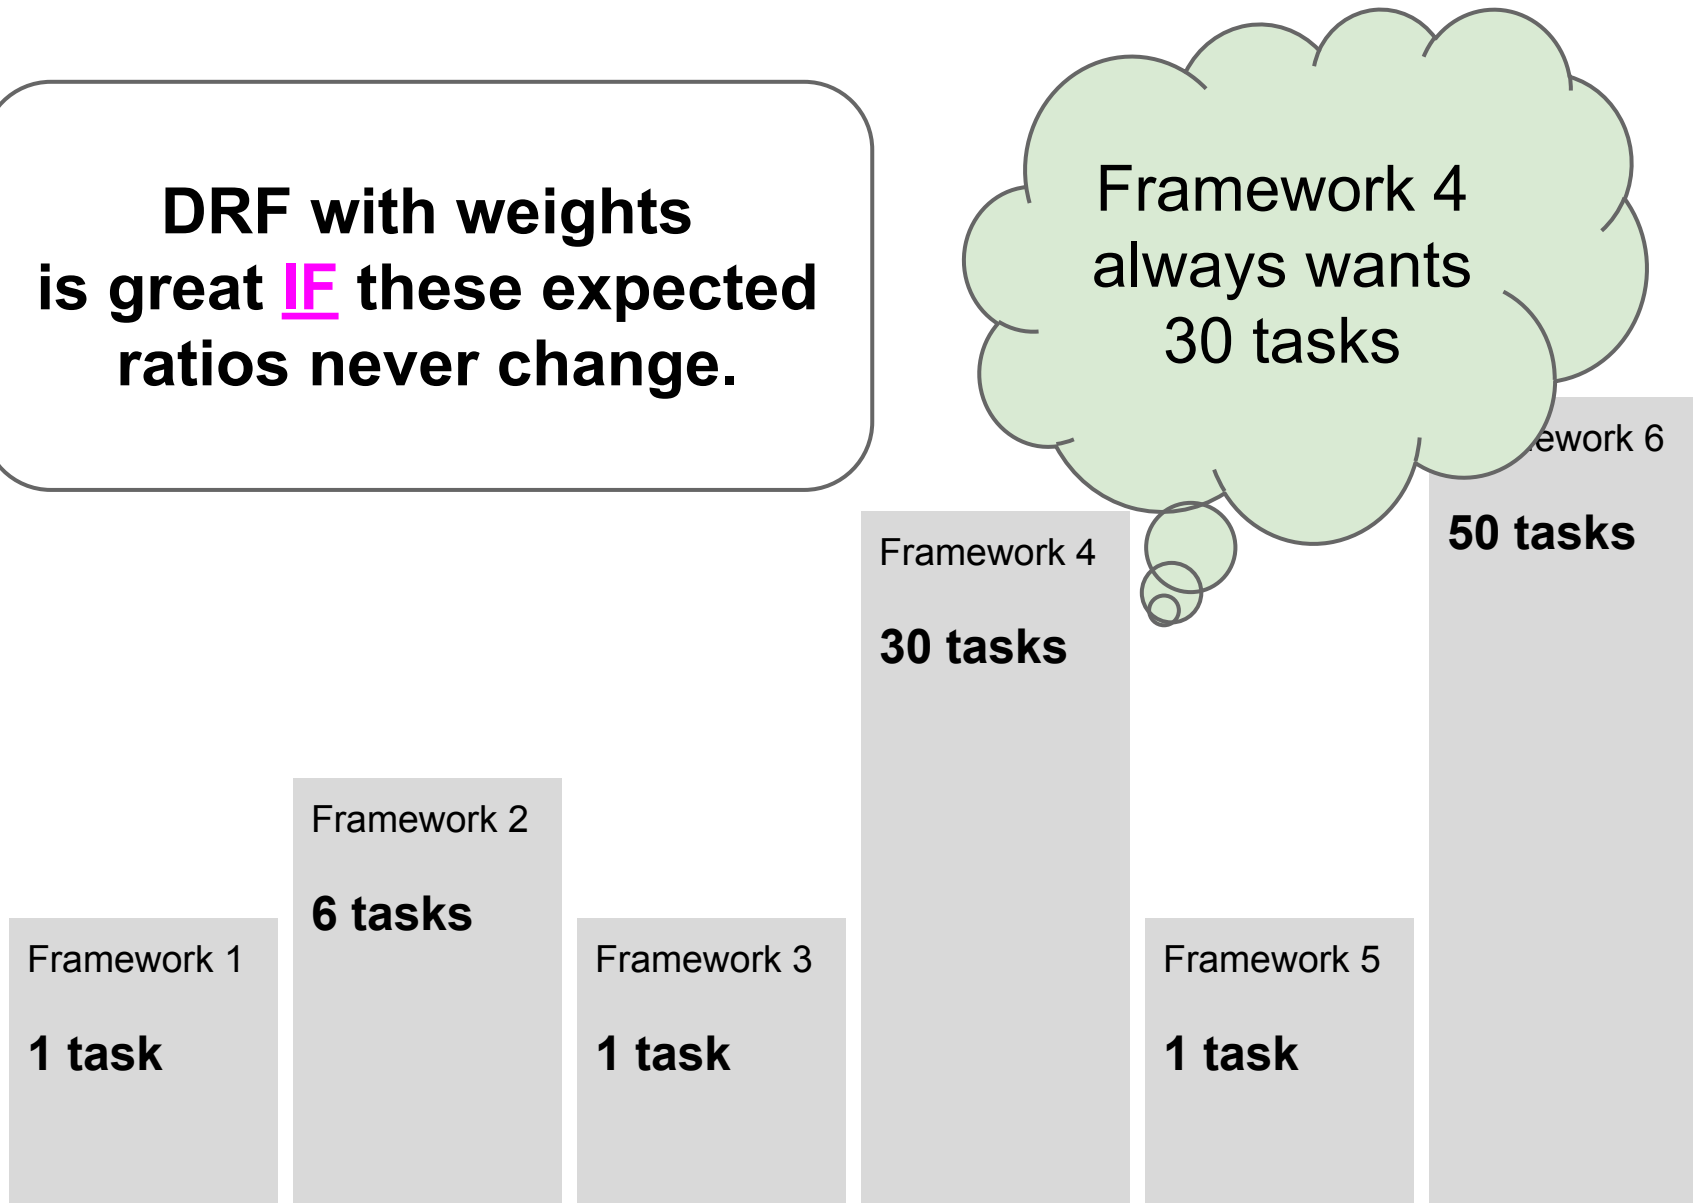 DRF with weights
is great IF these expected
ratios never change.
Framework 4
always wants
30 tasks
Framework 1
1 task
Framework 2
6 tasks
Framework 3
1 task
Framework 4
30 tasks
Framework 5
1 task
ework 6
50 tasks